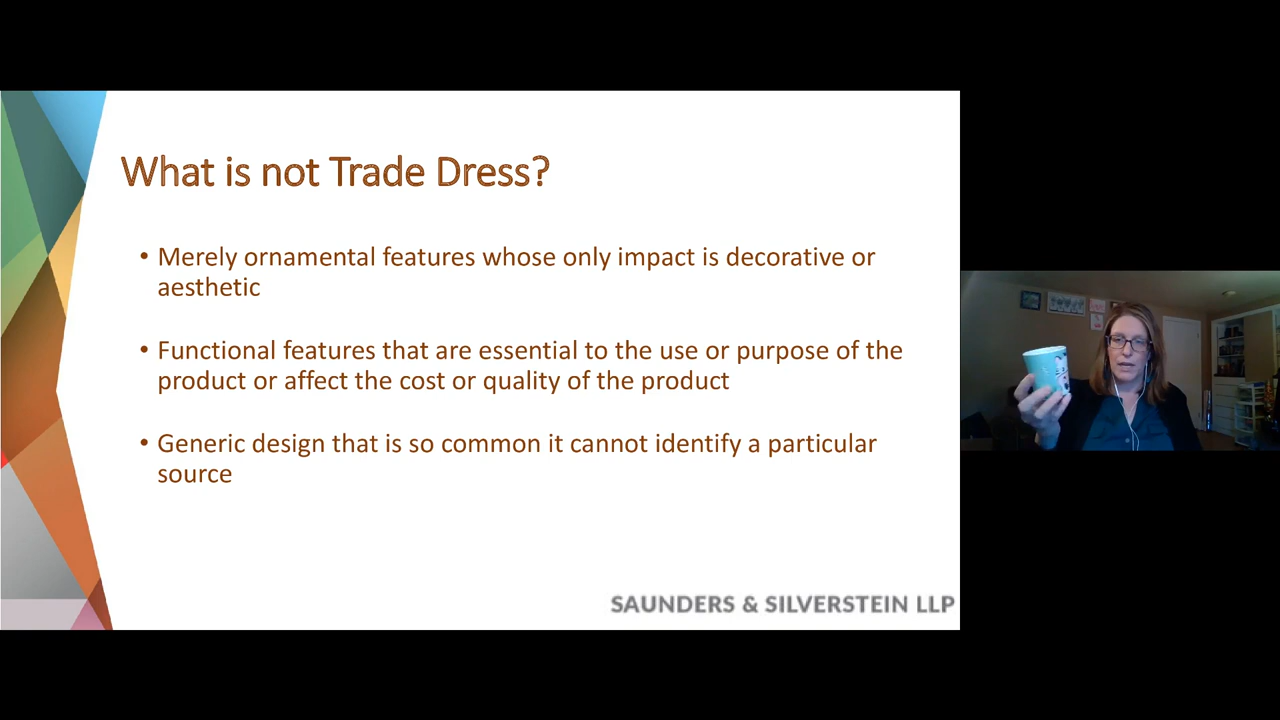 What is not Trade Dress?
• Merely ornamental features whose only impact is decorative or
aesthetic
• Functional features that are essential to the use or purpose of the
product or affect the cost or quality of the product
• Generic design that is so common it cannot identify a particular
source
SAUNDERS & SILVERSTEIN LLP